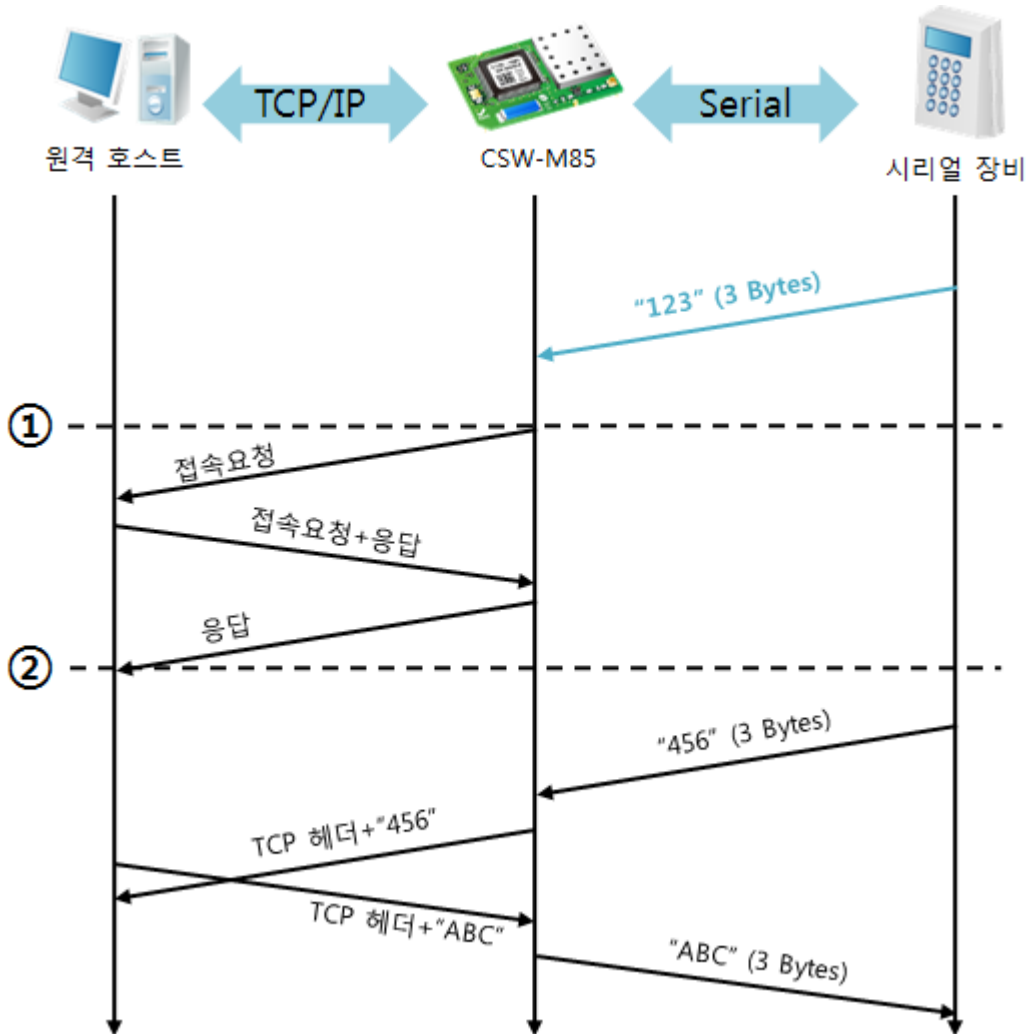 TCP/IP
Serial
원격 호스트
CSW-M85
시리얼 장비
"123" (3 Bytes)
①
접속요청
접속요청+응답
응답
②
"456" (3 Bytes)
TCP 헤더+"456"
TCP 헤더+"ABC"
"ABC" (3 Bytes)